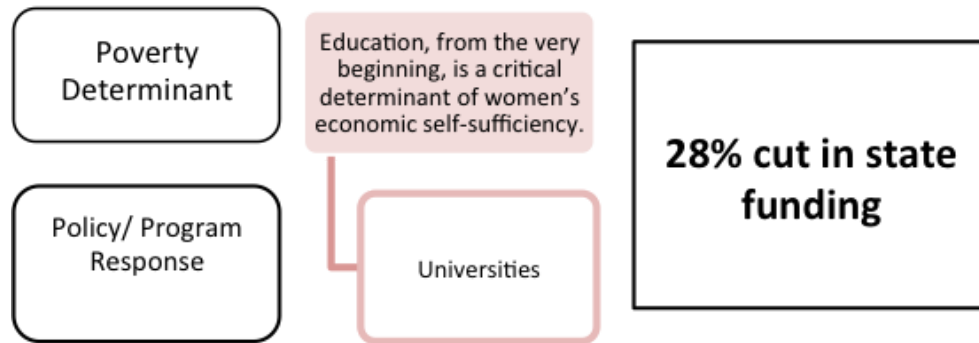 Poverty
Determinant
Education, from the very
beginning, is a critical
determinant of women’s
economic self-sufficiency.
28% cut in state
funding
Policy/ Program
Response
Universities